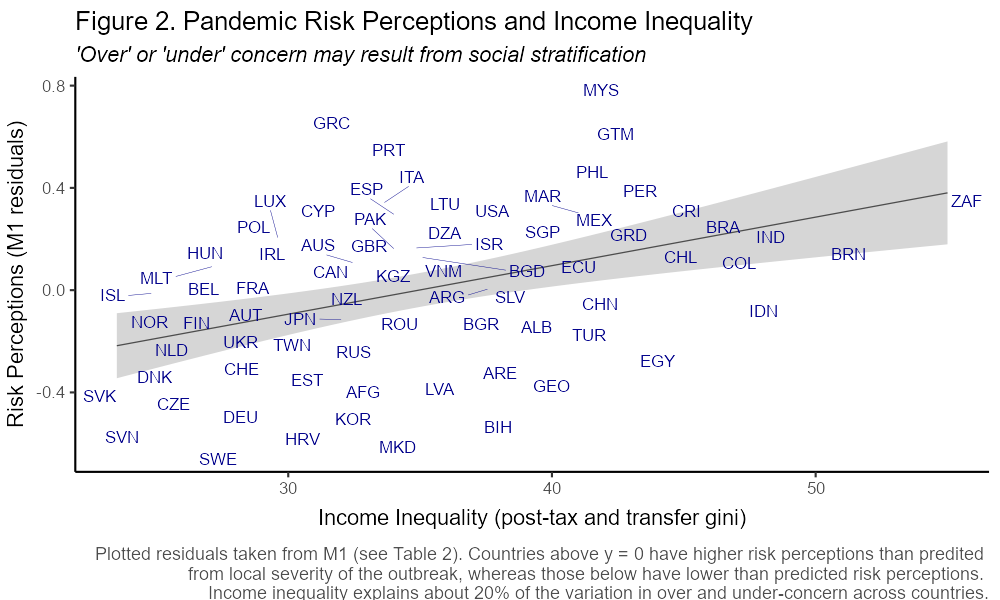 Figure 2. Pandemic Risk Perceptions and Income Inequality
'Over' or 'under' concern may result from social stratification
Risk Perceptions (M1 residuals)
0.8
0.4
0.0
-0.4
MYS
GRC
GTM
PRT
PHL
ITA
ESP
PER
MAR
LUX
ZAF
LTU
CYP
USA
CRI
PAK
MEX
POL
BRA
DZA
SGP
GRD
IND
AUS
GBR
ISR
HUN
IRL
BRN
CHL
COL
CAN
VNM
BGD
ECU
MLT
KGZ
BEL
FRA
ISL
NZL
ARG
SLV
CHN
IDN
AUT
NOR
FIN
JPN
ROU
BGR
ALB
TUR
UKR
TWN
NLD
RUS
EGY
CHE
ARE
DNK
EST
GEO
LVA
AFG
SVK
CZE
DEU
KOR
BIH
SVN
HRV
MKD
SWE
30
40
50
Income Inequality (post-tax and transfer gini)
Plotted residuals taken from M1 (see Table 2). Countries above y = 0 have higher risk perceptions than predited
from local severity of the outbreak, whereas those below have lower than predicted risk perceptions.
Income inequality explains about 20% of the variation in over and under-concern across countries.